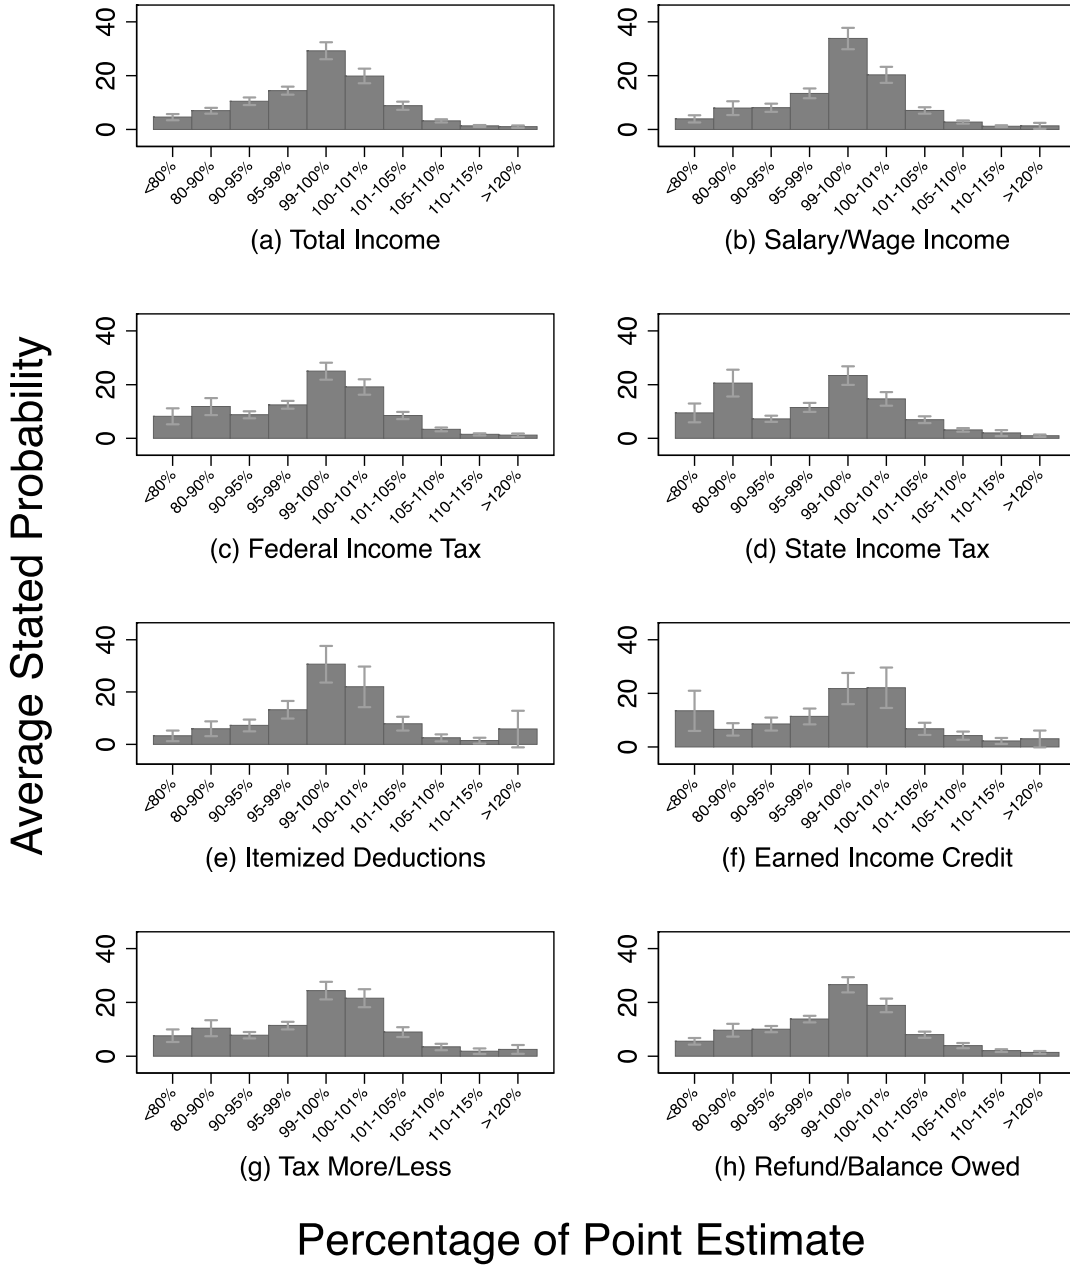 Average Stated Probability
0 20 40
<80% 80-90% 90-95% 95-99% 99-100% 100-101% 101-105% 105-110% 110-115% >120%
(a) Total Income
0 20 40
<80% 80-90% 90-95% 95-99% 99-100% 100-101% 101-105% 105-110% 110-115% >120%
(b) Salary/Wage Income
0 20 40
<80% 80-90% 90-95% 95-99% 99-100% 100-101% 101-105% 105-110% 110-115% >120%
(c) Federal Income Tax
0 20 40
<80% 80-90% 90-95% 95-99% 99-100% 100-101% 101-105% 105-110% 110-115% >120%
(d) State Income Tax
0 20 40
<80% 80-90% 90-95% 95-99% 99-100% 100-101% 101-105% 105-110% 110-115% >120%
(e) Itemized Deductions
0 20 40
<80% 80-90% 90-95% 95-99% 99-100% 100-101% 101-105% 105-110% 110-115% >120%
(f) Earned Income Credit
0 20 40
<80% 80-90% 90-95% 95-99% 99-100% 100-101% 101-105% 105-110% 110-115% >120%
(g) Tax More/Less
0 20 40
<80% 80-90% 90-95% 95-99% 99-100% 100-101% 101-105% 105-110% 110-115% >120%
(h) Refund/Balance Owed
Percentage of Point Estimate